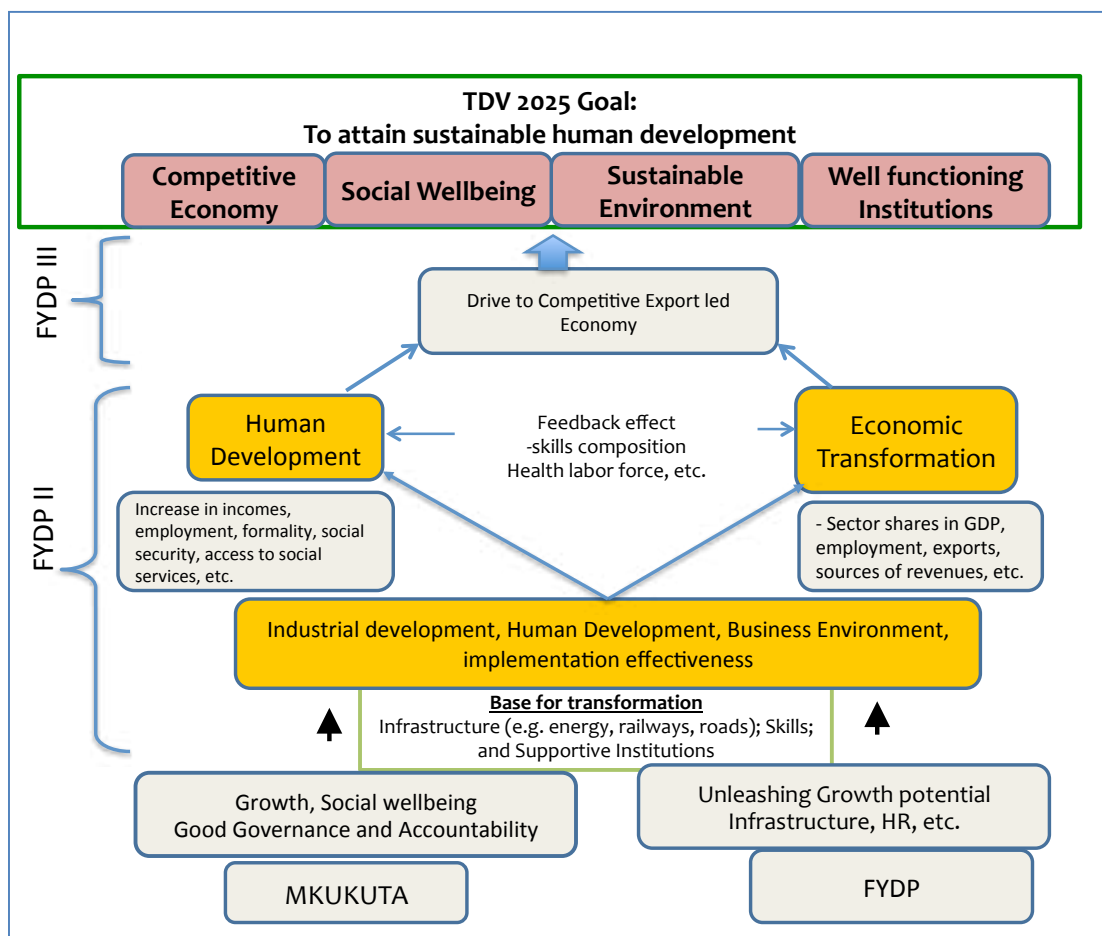 TDV 2025 Goal:
To attain sustainable human development
Competitive
Economy
Social Wellbeing
Sustainable
Environment
Well functioning
Institutions
FYDP III
Drive to Competitive Export led
Economy
FYDP II
Human
Development
Feedback effect
-skills composition
Health labor force, etc.
Economic
Transformation
Increase in incomes,
employment, formality, social
security, access to social
services, etc.
- Sector shares in GDP,
employment, exports,
sources of revenues, etc.
Industrial development, Human Development, Business Environment,
implementation effectiveness
Base for transformation
Infrastructure (e.g. energy, railways, roads); Skills;
and Supportive Institutions
Growth, Social wellbeing
Good Governance and Accountability
Unleashing Growth potential
Infrastructure, HR, etc.
MKUKUTA
FYDP